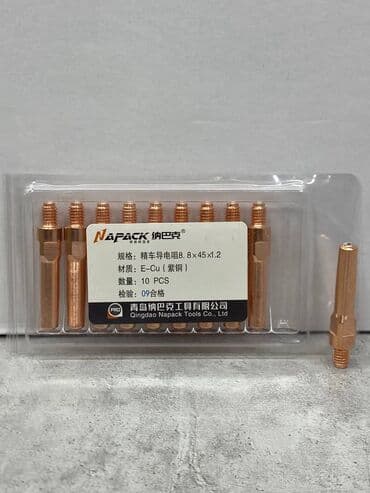 NAPACK 纳巴克®
规格：精车导电咀8.8×45×1.2
材质：E-Cu（紫铜）
数量：10 PCS
检验：09合格
青岛纳巴克工具有限公司
Qingdao Napack Tools Co., Ltd